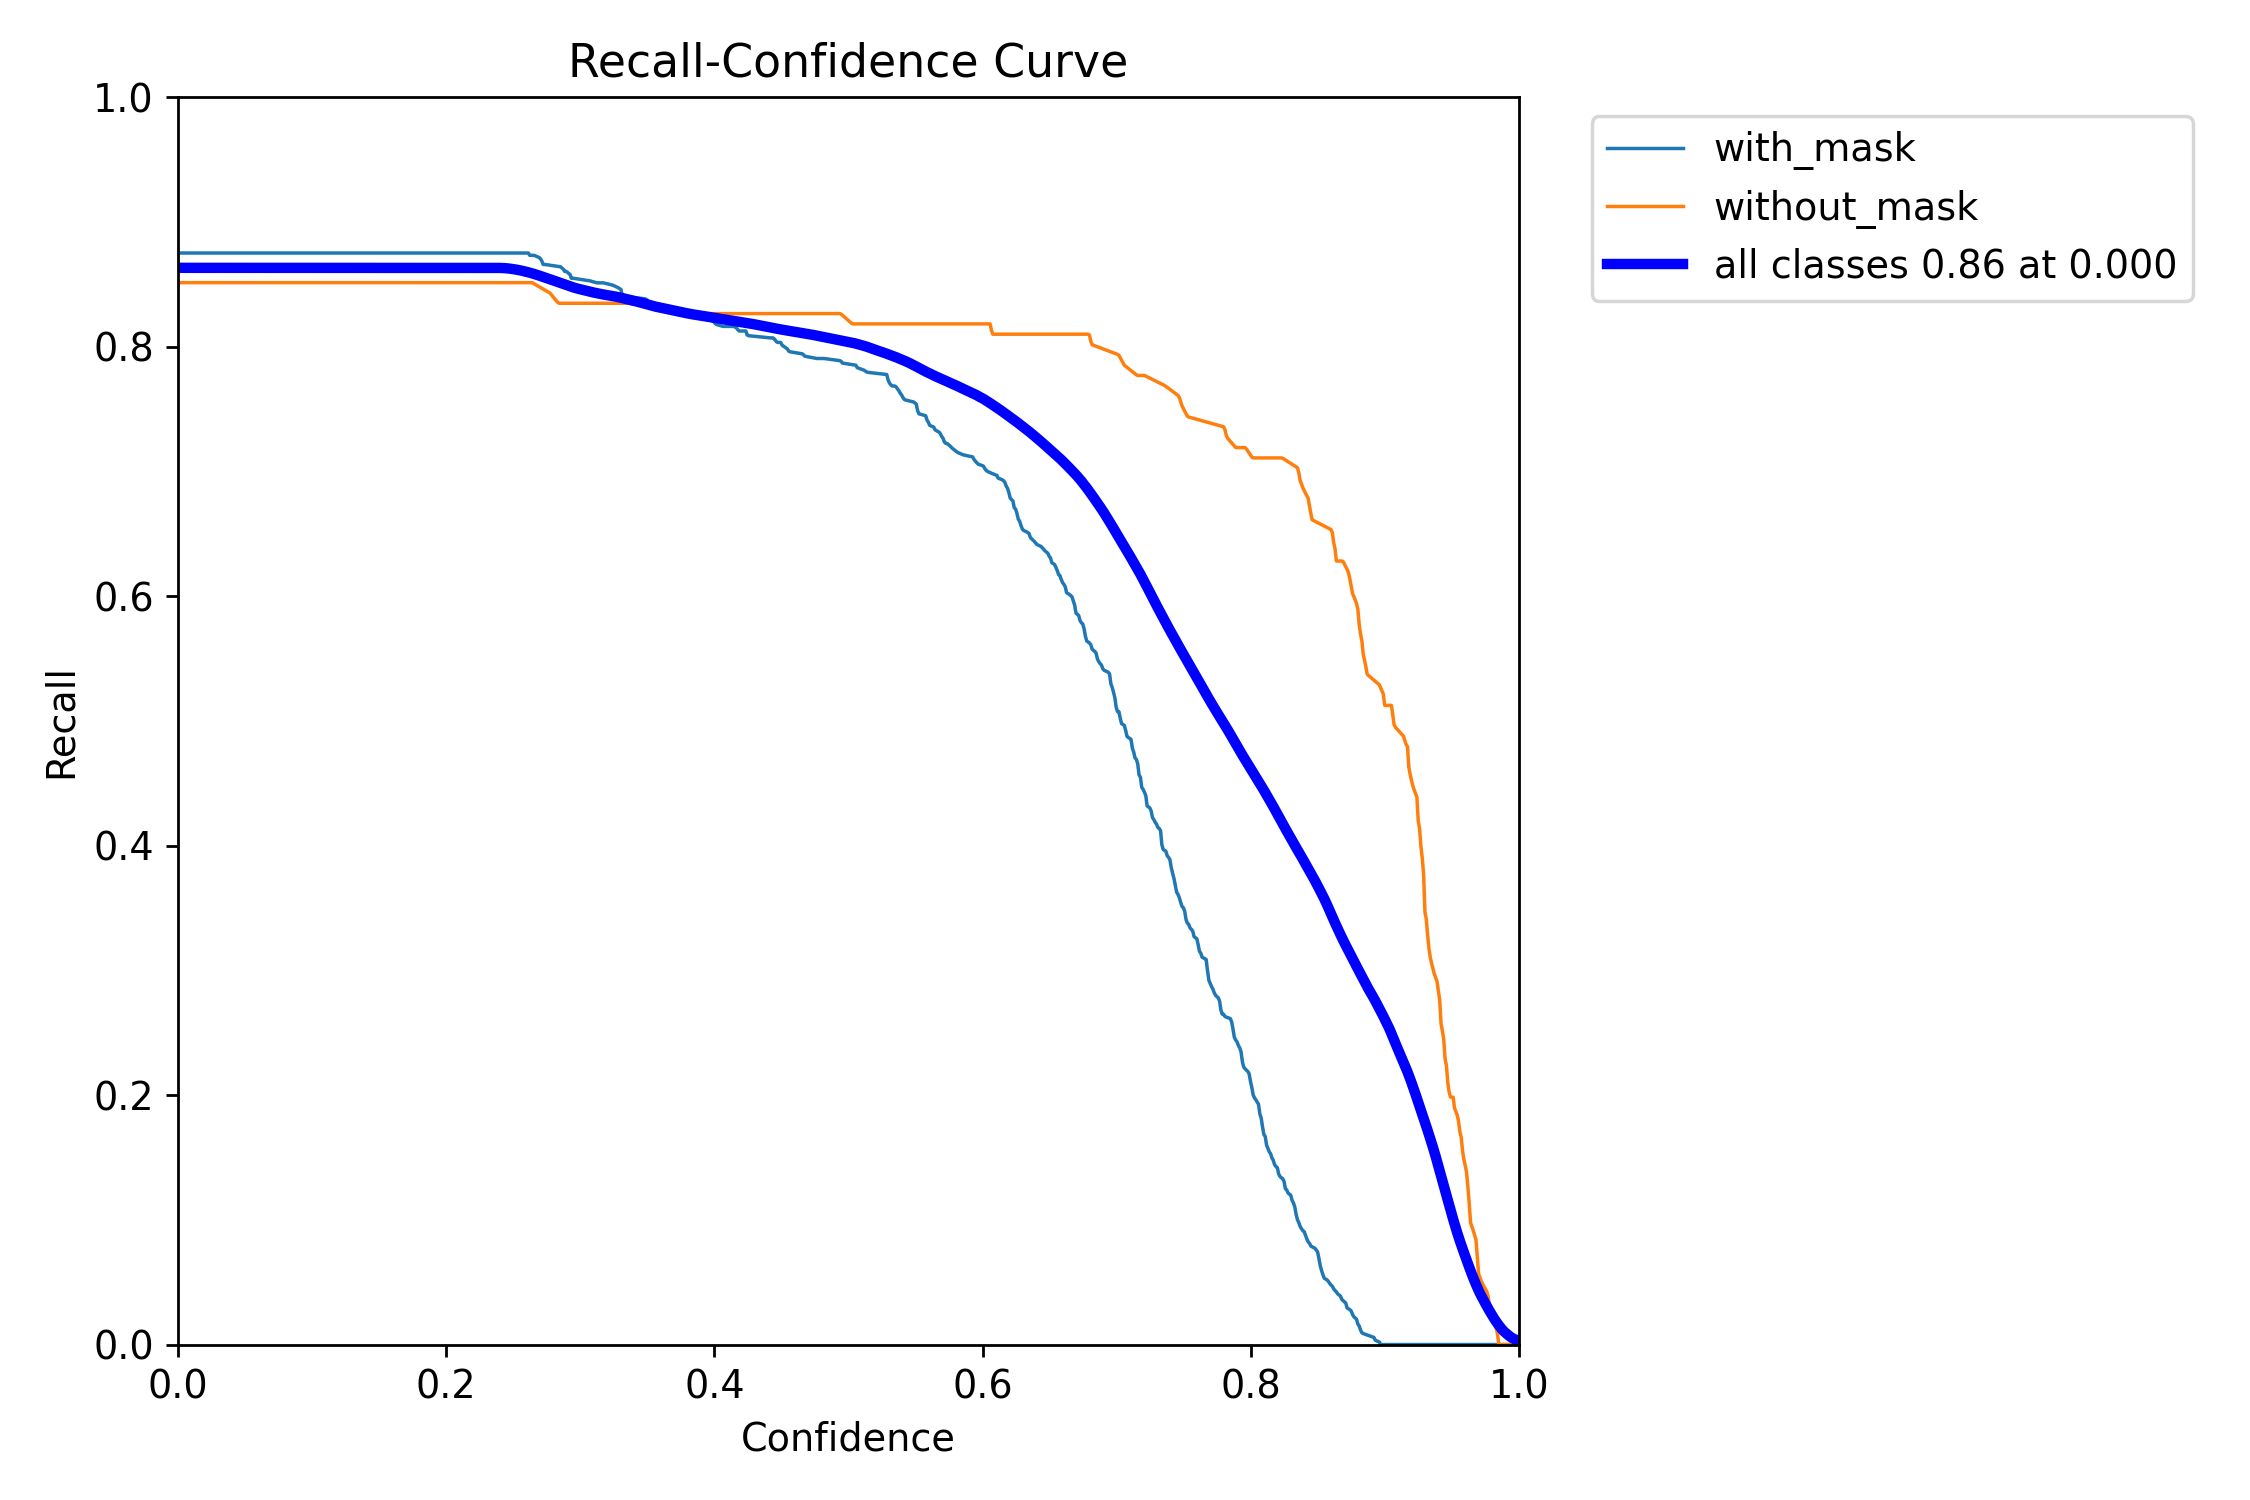 Recall-Confidence Curve
1.0
0.8
0.6
0.4
0.2
0.0
Recall
0.0 0.2 0.4 0.6 0.8 1.0
Confidence
with_mask
without_mask
all classes 0.86 at 0.000